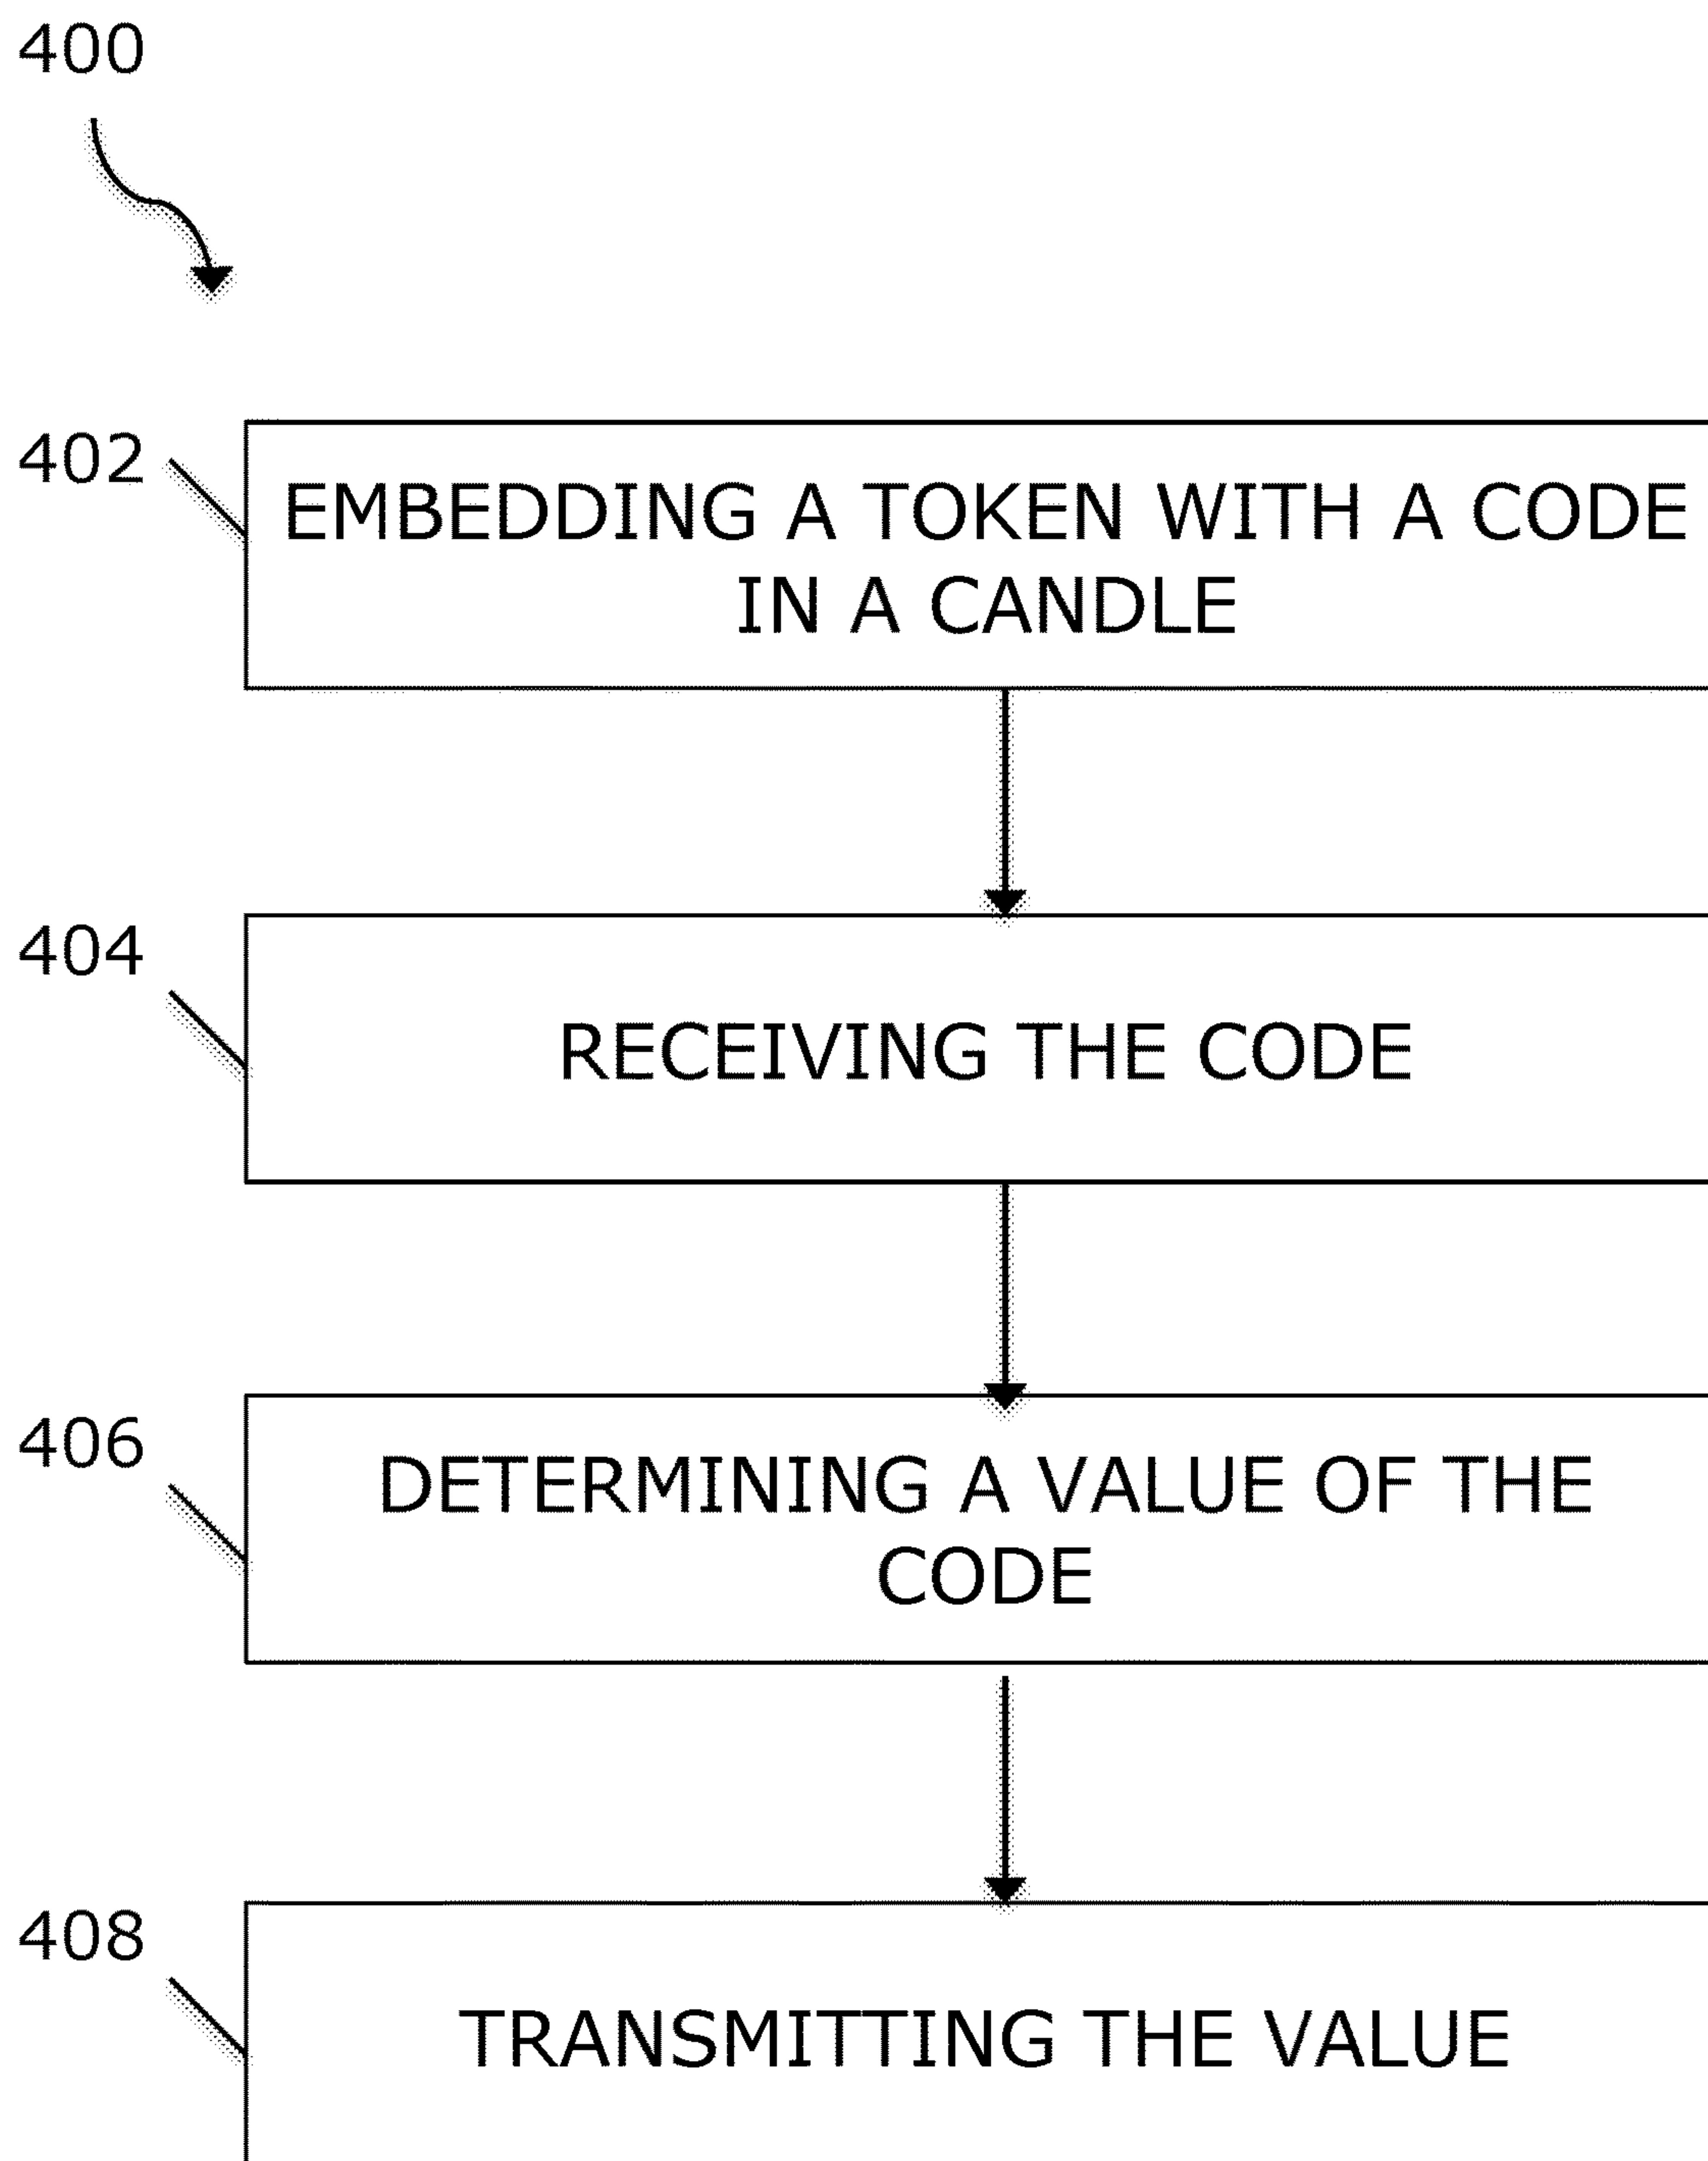 400
402
EMBEDDING A TOKEN WITH A CODE
IN A CANDLE
404
RECEIVING THE CODE
406
DETERMINING A VALUE OF THE
CODE
408
TRANSMITTING THE VALUE